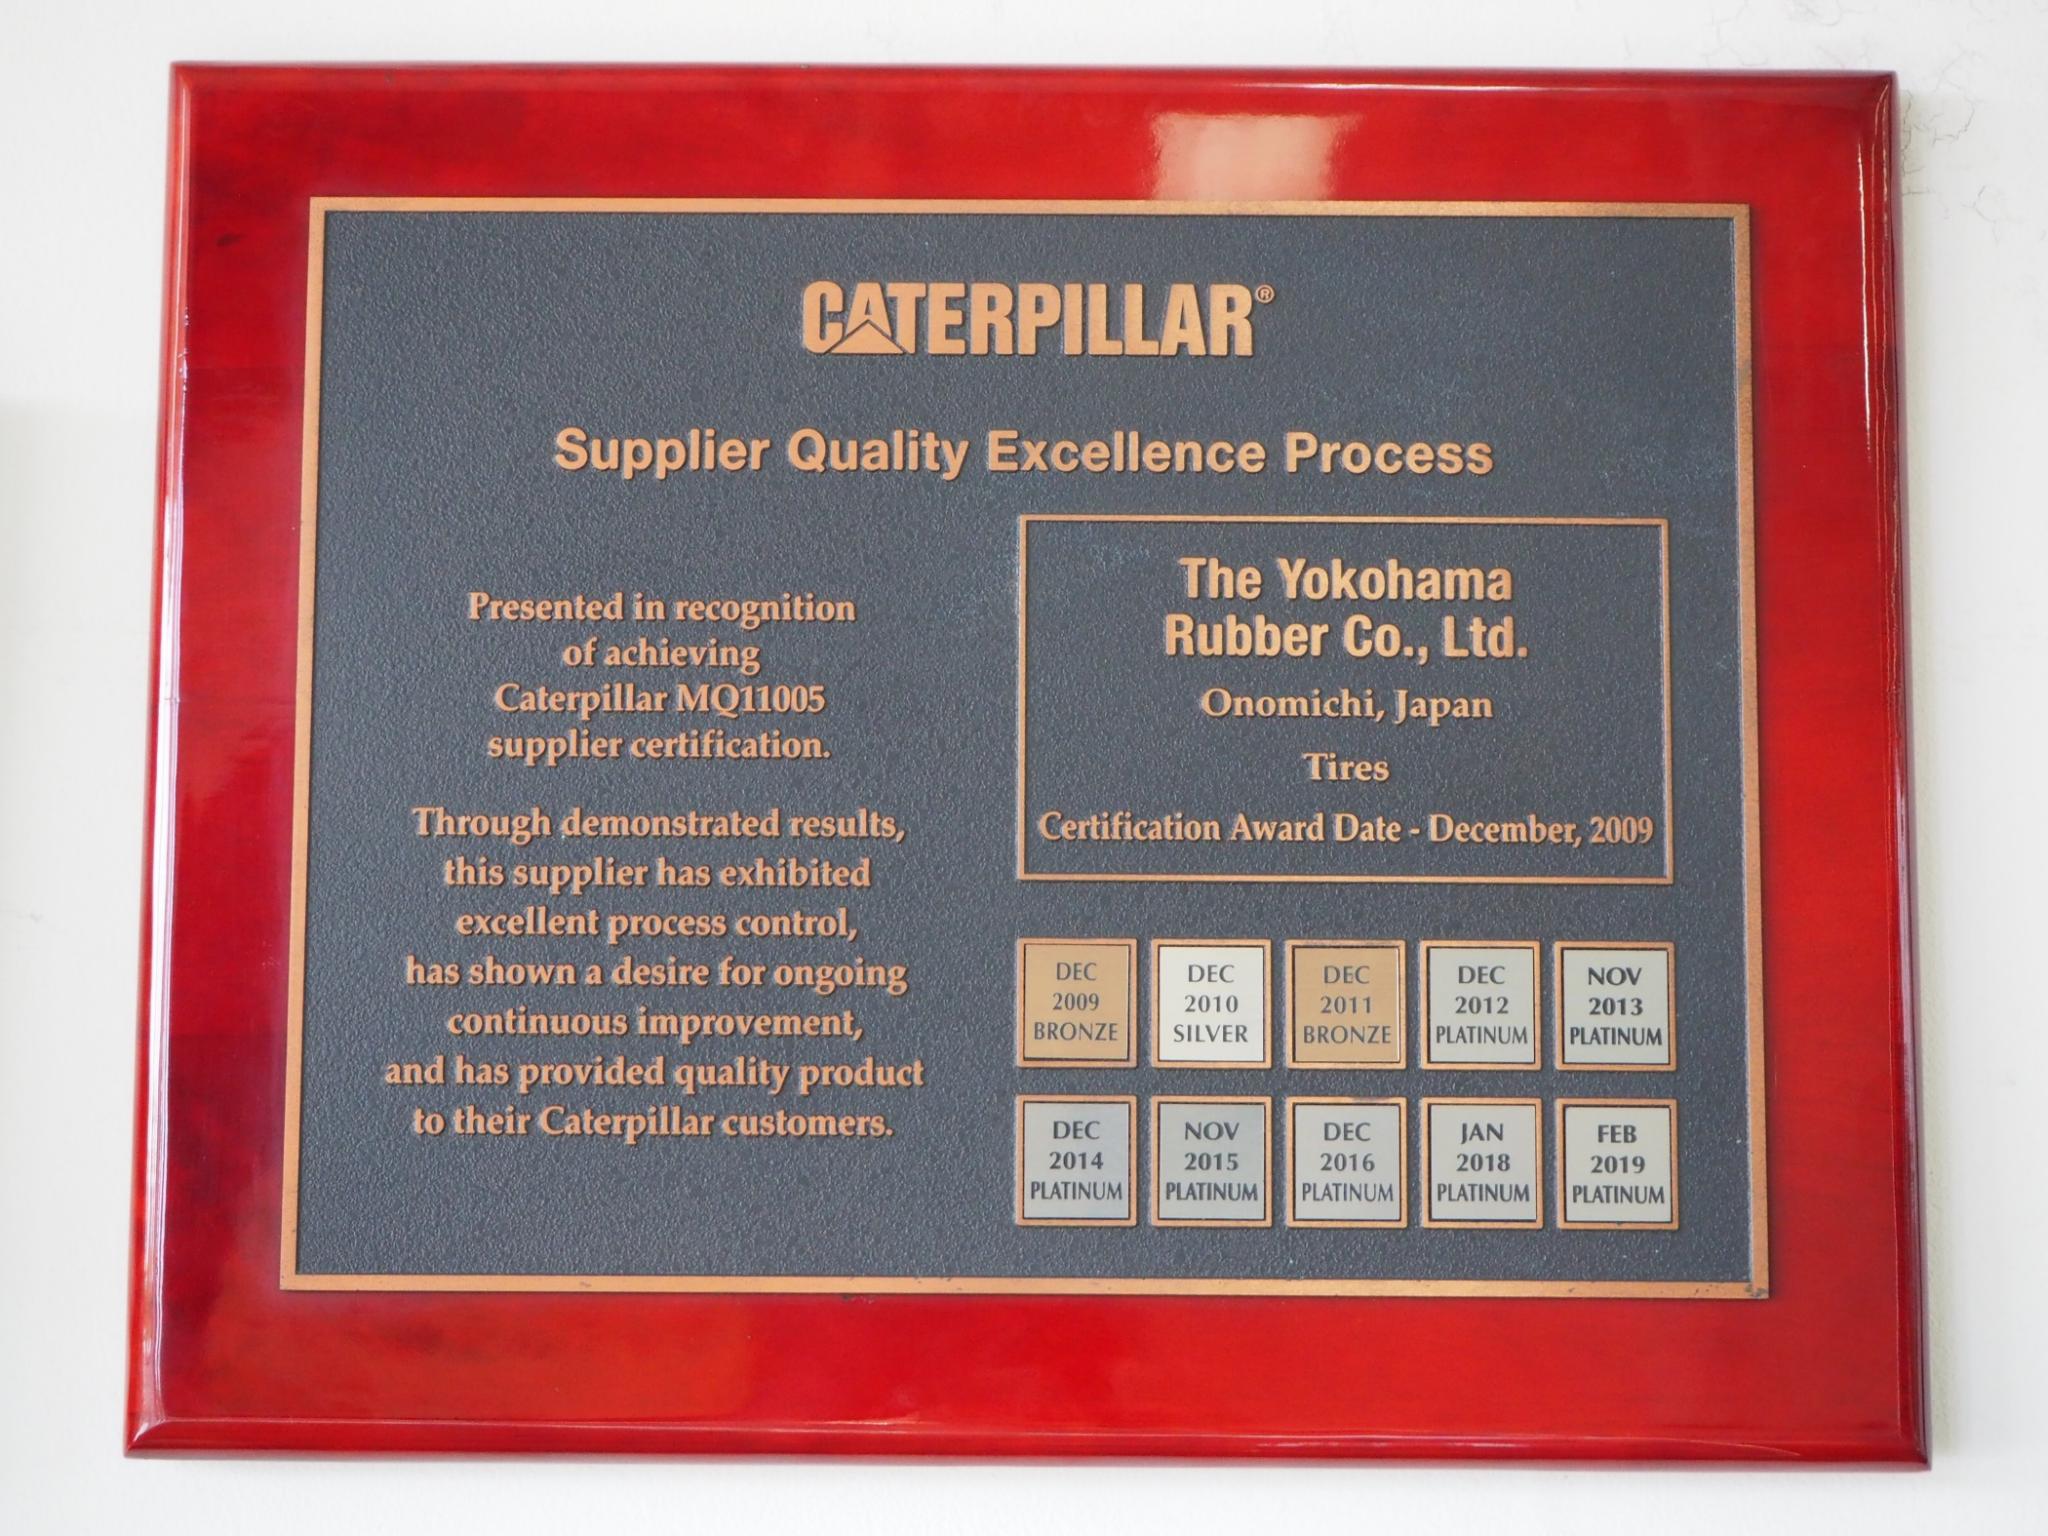 CATERPILLAR®
Supplier Quality Excellence Process
Presented in recognition
of achieving
Caterpillar MQ11005
supplier certification.
Through demonstrated results,
this supplier has exhibited
excellent process control,
has shown a desire for ongoing
continuous improvement,
and has provided quality product
to their Caterpillar customers.
The Yokohama
Rubber Co., Ltd.
Onomichi, Japan
Tires
Certification Award Date - December, 2009
DEC
2009
BRONZE
DEC
2010
SILVER
DEC
2011
BRONZE
DEC
2012
PLATINUM
NOV
2013
PLATINUM
DEC
2014
PLATINUM
NOV
2015
PLATINUM
DEC
2016
PLATINUM
JAN
2018
PLATINUM
FEB
2019
PLATINUM